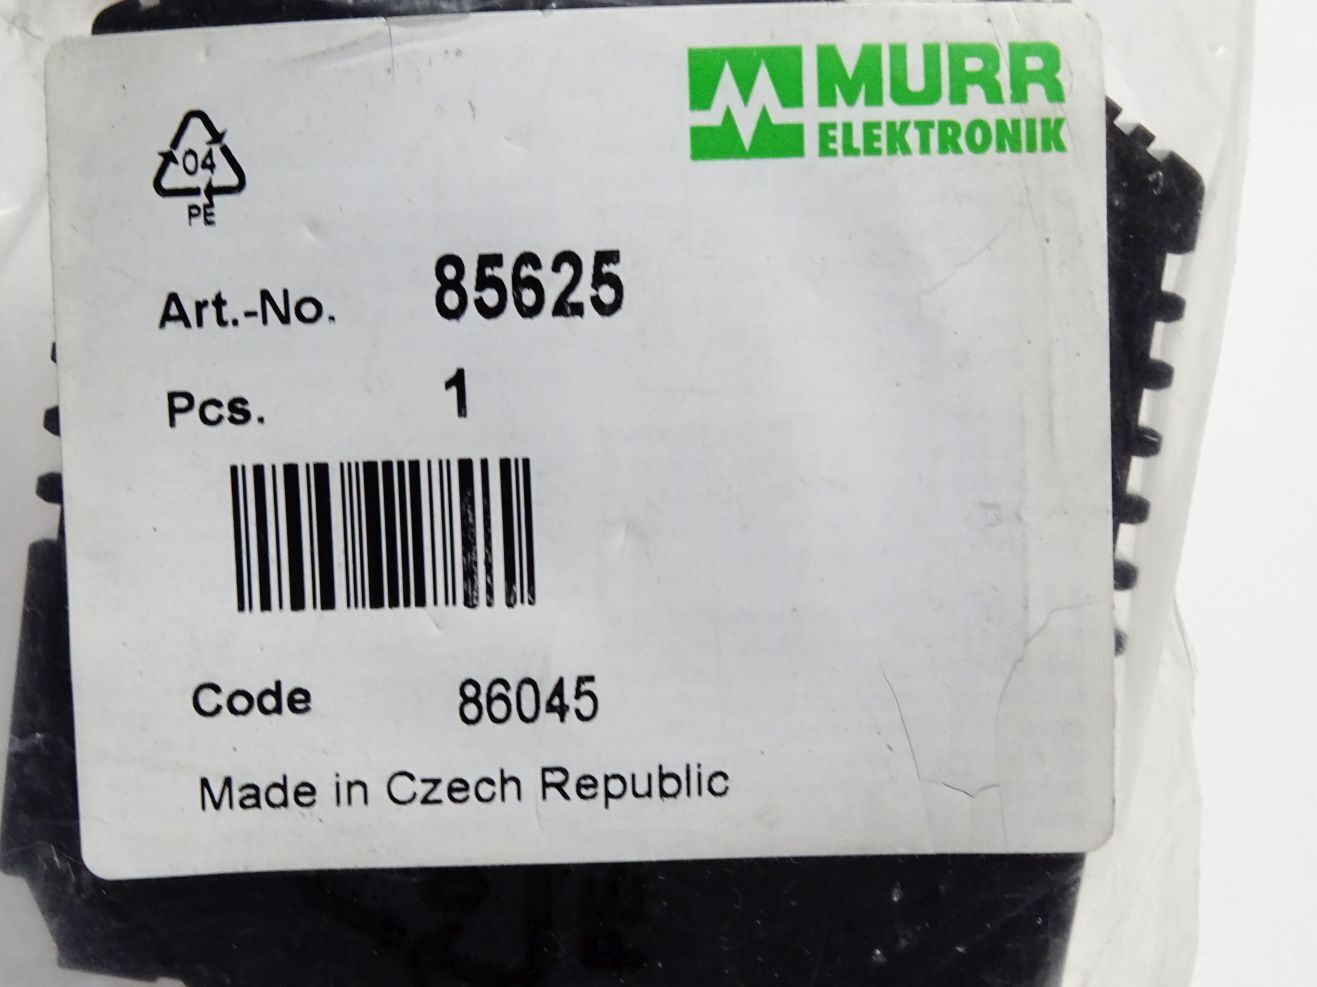 MURR
ELEKTRONIK
04
PE
Art.-No. 85625
Pcs. 1
Code 86045
Made in Czech Republic